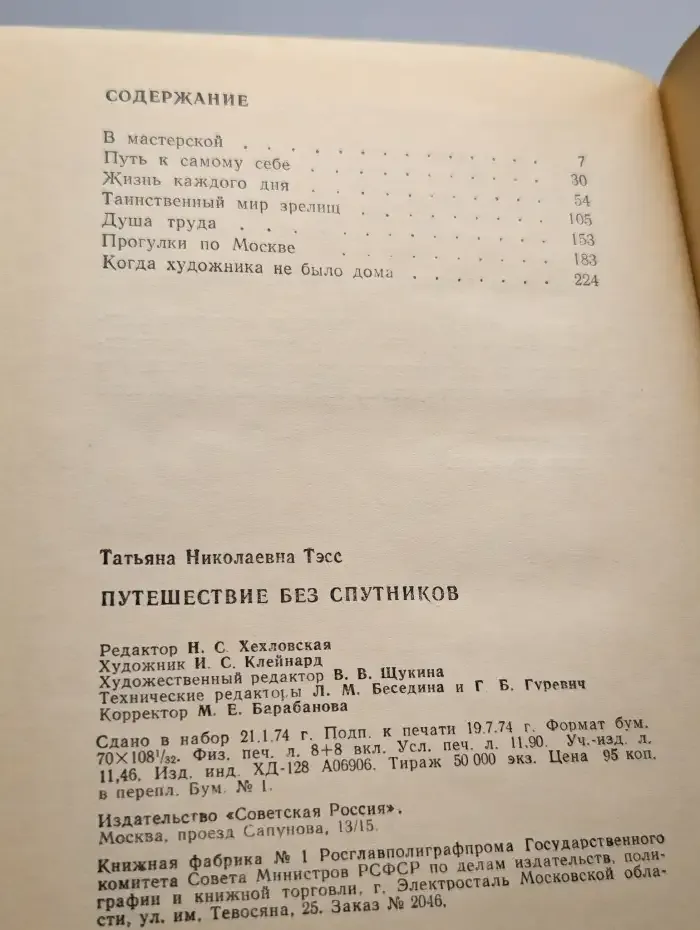 СОДЕРЖАНИЕ
В мастерской . . . . . . . . . . . . 7
Путь к самому себе . . . . . . . . . 30
Жизнь каждого дня . . . . . . . . . 54
Таинственный мир зрелищ . . . . . . . 105
Душа труда . . . . . . . . . . . . 153
Прогулки по Москве . . . . . . . . 183
Когда художника не было дома . . . . . . 224
Татьяна Николаевна Тэсс
ПУТЕШЕСТВИЕ БЕЗ СПУТНИКОВ
Редактор Н. С. Хехловская
Художник И. С. Клейнард
Художественный редактор В. В. Щукина
Технические редакторы Л. М. Беседина и Г. Б. Гуревич
Корректор М. Е. Барабанова
Сдано в набор 21.1.74 г. Подп. к печати 19.7.74 г. Формат бум.
70×108¹/₃₂. Физ. печ. л. 8+8 вкл. Усл. печ. л. 11,90. Уч.-изд. л.
11,46. Изд. инд. ХД-128 А06906. Тираж 50 000 экз. Цена 95 коп.
в перепл. Бум. № 1.
Издательство «Советская Россия».
Москва, проезд Сапунова, 13/15.
Книжная фабрика № 1 Росглавполиграфпрома Государственного
комитета Совета Министров РСФСР по делам издательств, поли-
графии и книжной торговли, г. Электросталь Московской обла-
сти, ул. им. Тевосяна, 25. Заказ № 2046.